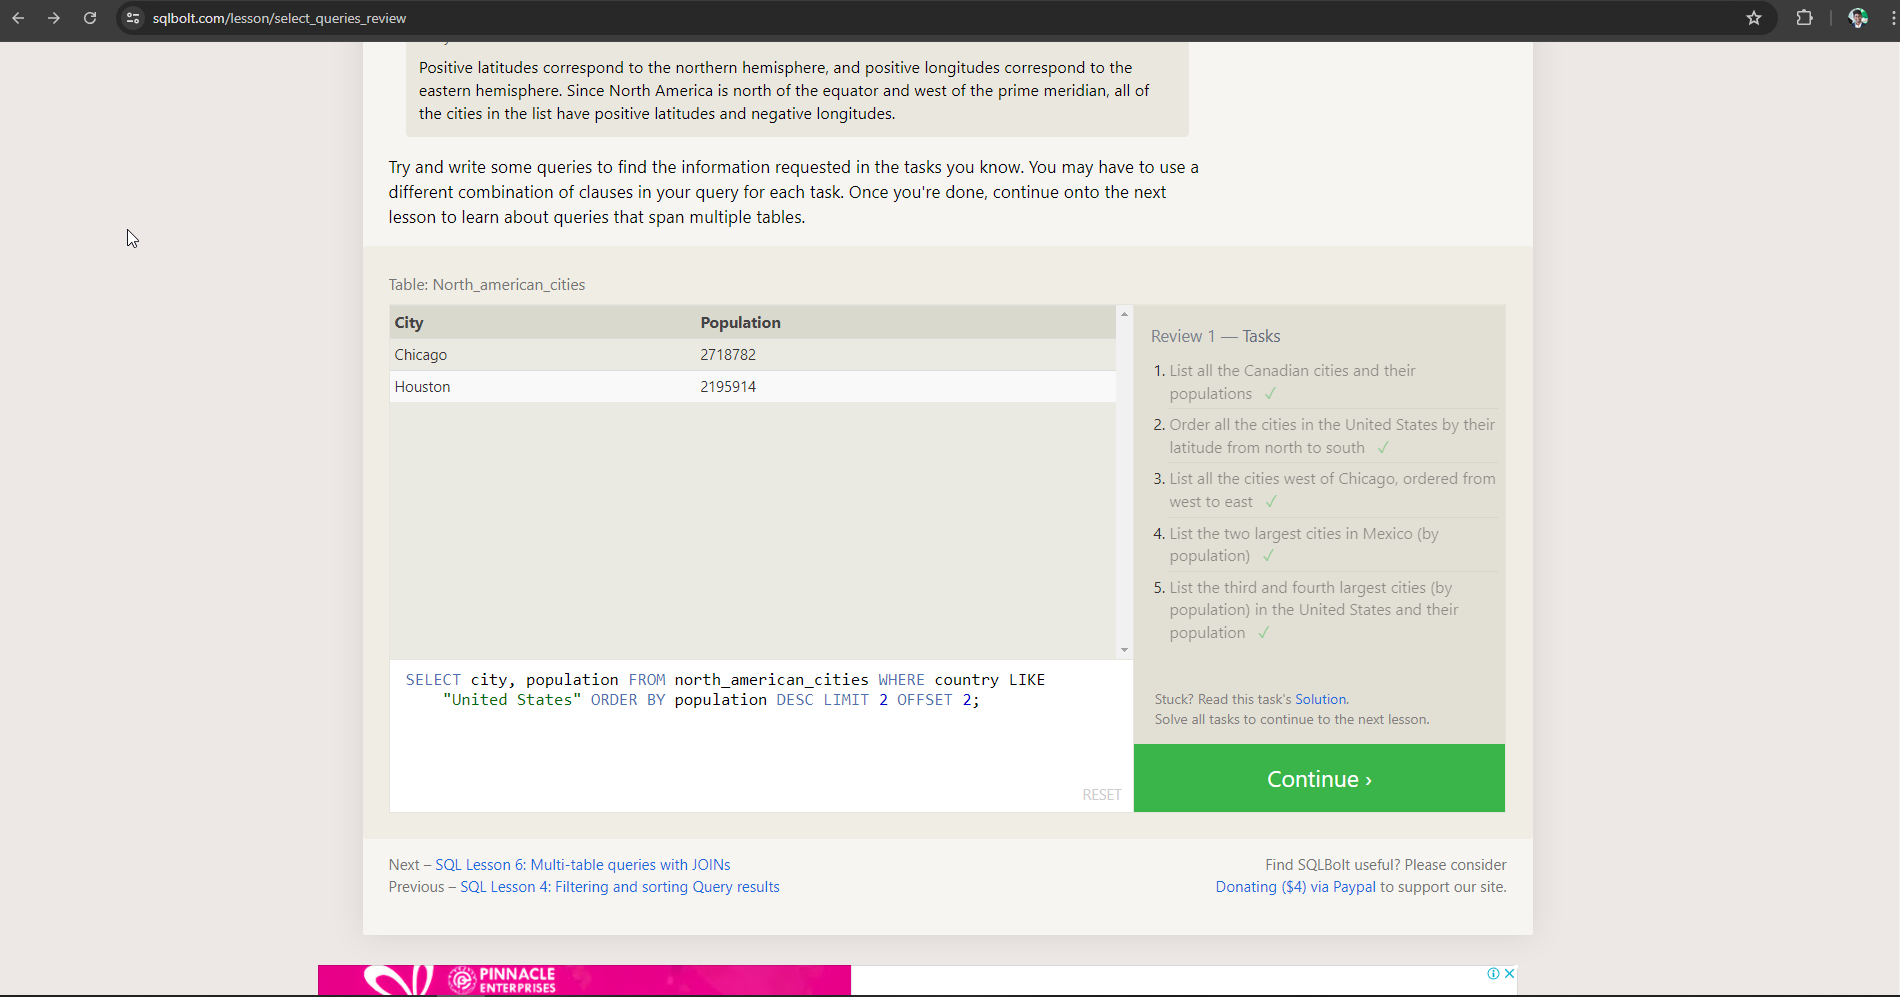 sqlbolt.com/lesson/select_queries_review
Positive latitudes correspond to the northern hemisphere, and positive longitudes correspond to the
eastern hemisphere. Since North America is north of the equator and west of the prime meridian, all of
the cities in the list have positive latitudes and negative longitudes.
Try and write some queries to find the information requested in the tasks you know. You may have to use a
different combination of clauses in your query for each task. Once you're done, continue onto the next
lesson to learn about queries that span multiple tables.
Table: North_american_cities
City Population
Chicago 2718782
Houston 2195914
SELECT city, population FROM north_american_cities WHERE country LIKE
"United States" ORDER BY population DESC LIMIT 2 OFFSET 2;
RESET
Review 1 — Tasks
1. List all the Canadian cities and their
populations ✓
2. Order all the cities in the United States by their
latitude from north to south ✓
3. List all the cities west of Chicago, ordered from
west to east ✓
4. List the two largest cities in Mexico (by
population) ✓
5. List the third and fourth largest cities (by
population) in the United States and their
population ✓
Stuck? Read this task's Solution.
Solve all tasks to continue to the next lesson.
Continue ›
Next – SQL Lesson 6: Multi-table queries with JOINs
Previous – SQL Lesson 4: Filtering and sorting Query results
Find SQLBolt useful? Please consider
Donating ($4) via Paypal to support our site.
PINNACLE
ENTERPRISES